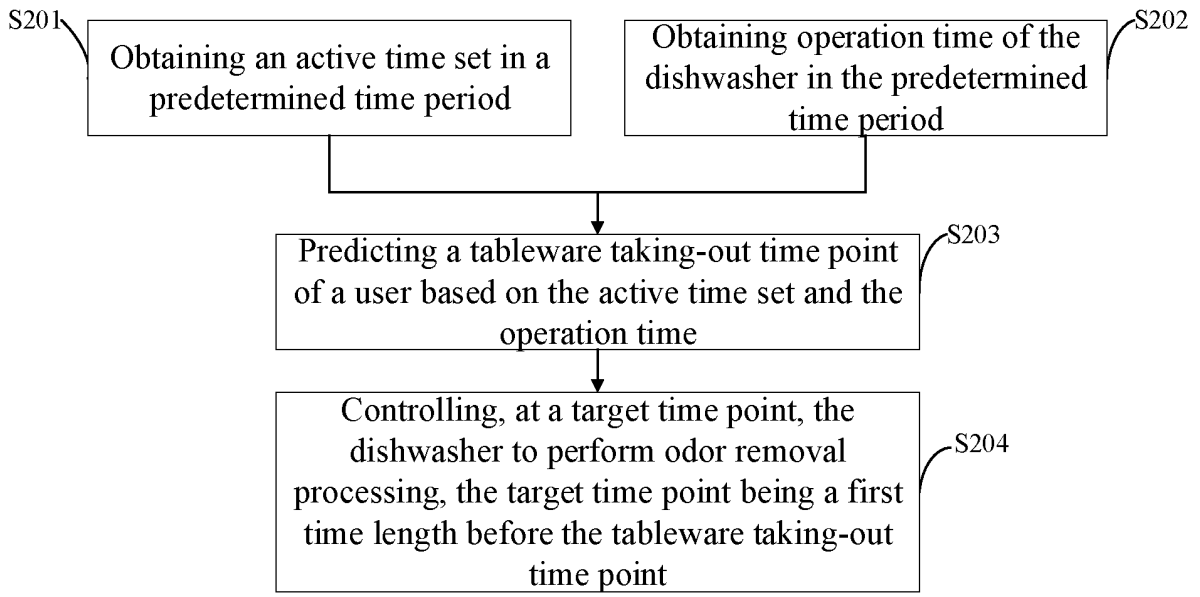 S201
Obtaining an active time set in a
predetermined time period
Obtaining operation time of the
dishwasher in the predetermined
time period
S202
Predicting a tableware taking-out time point
of a user based on the active time set and the
operation time
S203
Controlling, at a target time point, the
dishwasher to perform odor removal
processing, the target time point being a first
time length before the tableware taking-out
time point
S204